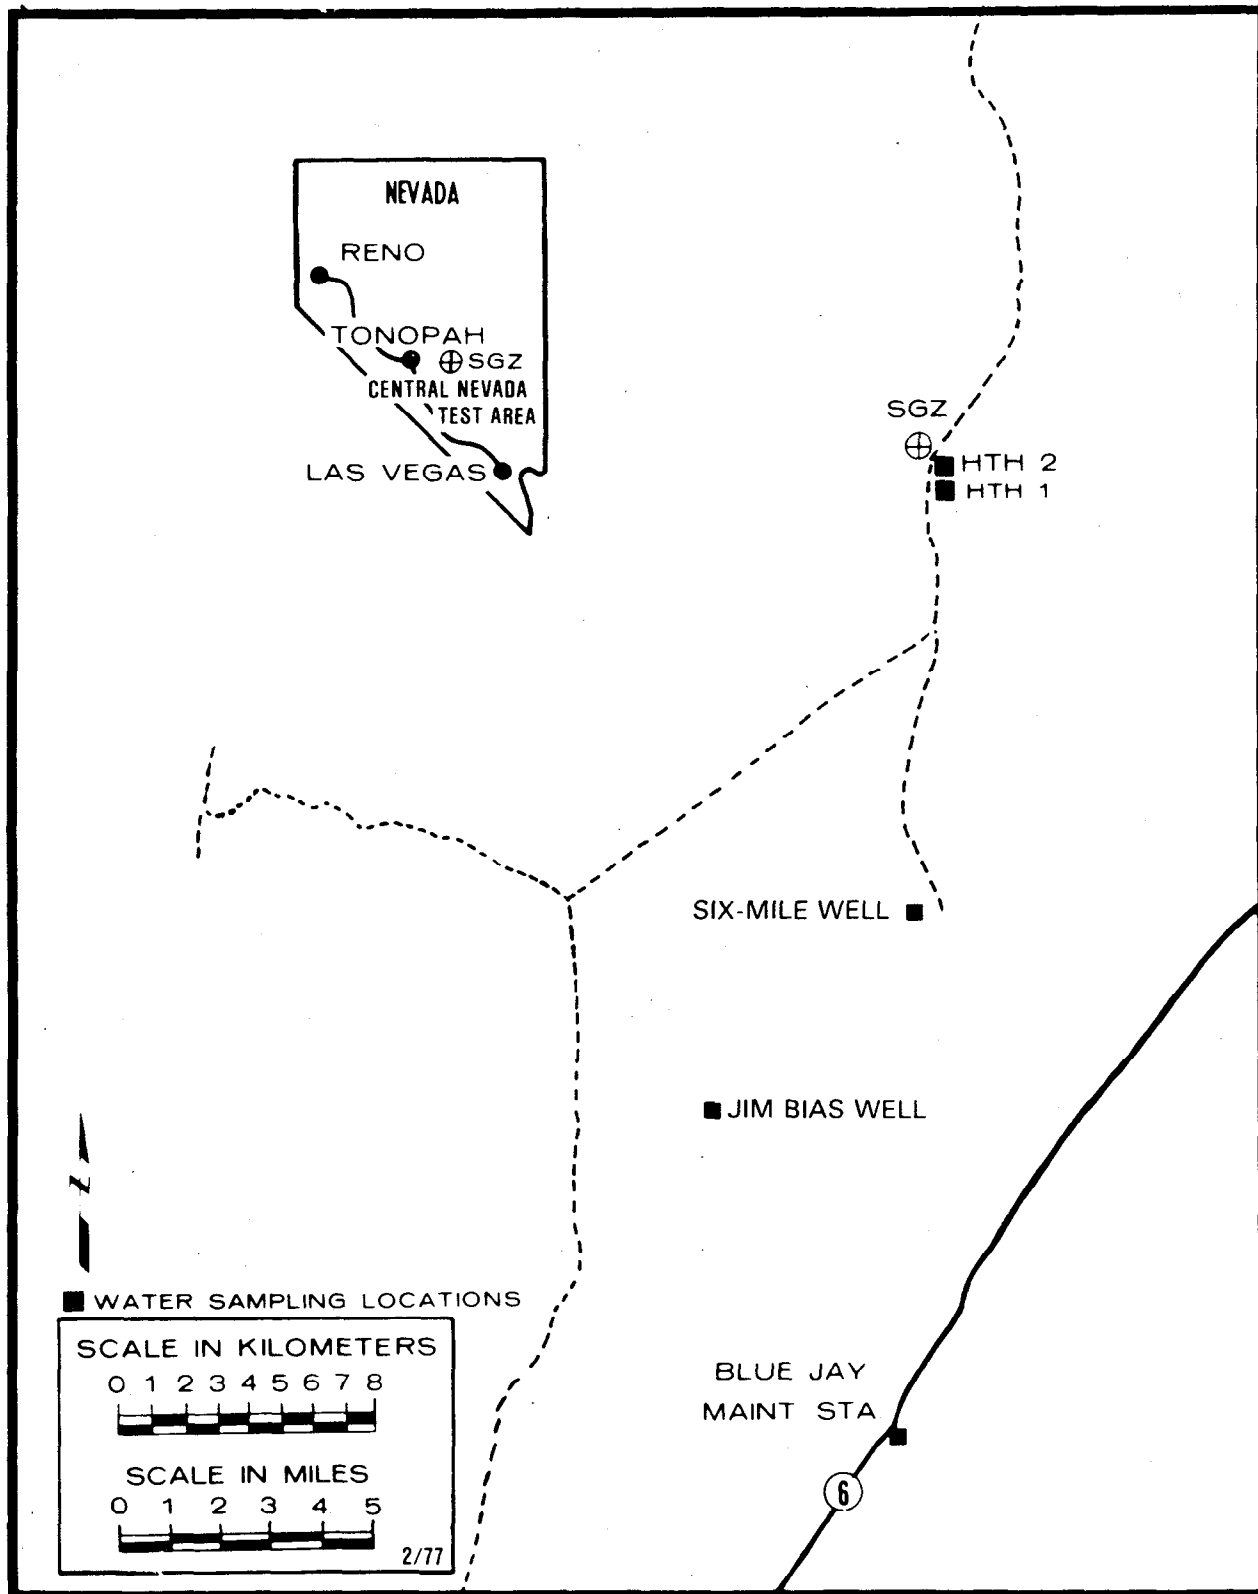 NEVADA
RENO
TONOPAH
SGZ
CENTRAL NEVADA
TEST AREA
LAS VEGAS
SGZ
HTH 2
HTH 1
SIX-MILE WELL
JIM BIAS WELL
N
WATER SAMPLING LOCATIONS
SCALE IN KILOMETERS
0 1 2 3 4 5 6 7 8
SCALE IN MILES
0 1 2 3 4 5
2/77
BLUE JAY
MAINT STA
6